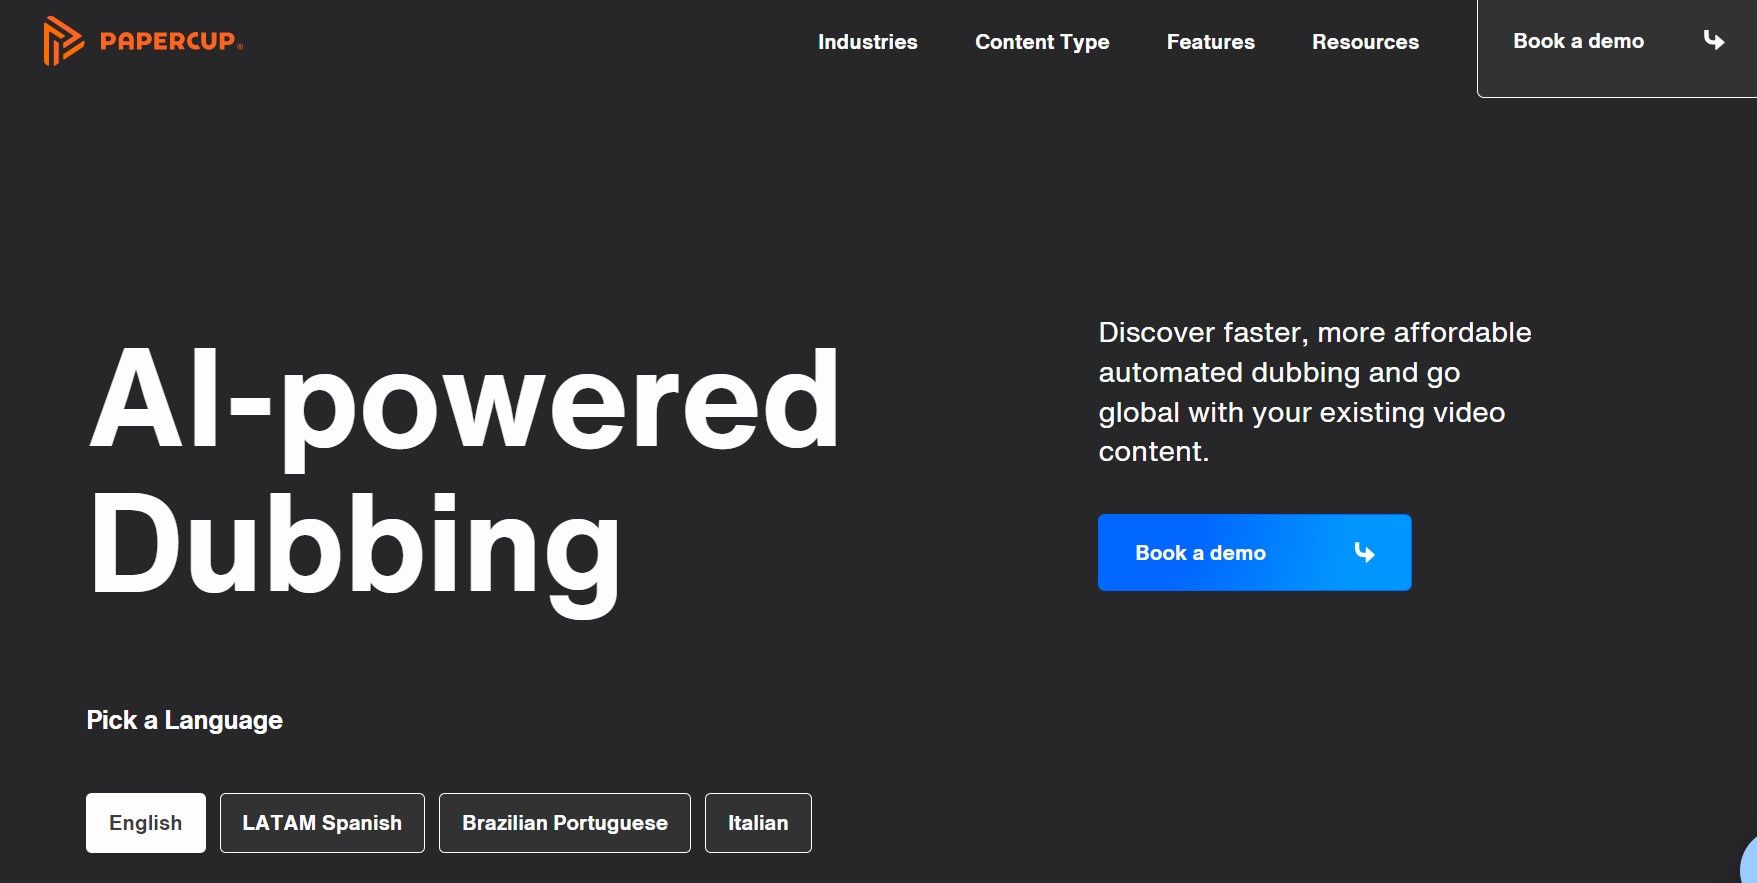 PAPERCUP®
Industries
Content Type
Features
Resources
Book a demo
AI-powered
Dubbing
Discover faster, more affordable
automated dubbing and go
global with your existing video
content.
Book a demo
Pick a Language
English
LATAM Spanish
Brazilian Portuguese
Italian